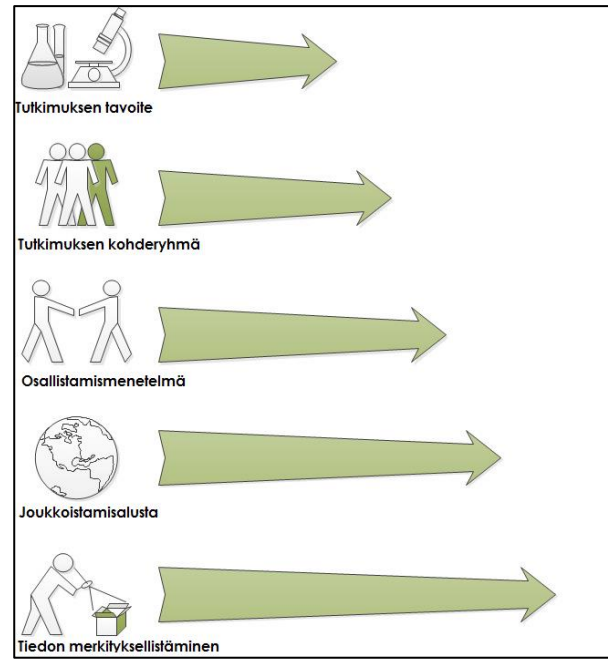 Tutkimuksen tavoite
Tutkimuksen kohderyhmä
Osallistamismenetelmä
Joukkoistamisalusta
Tiedon merkityksellistäminen